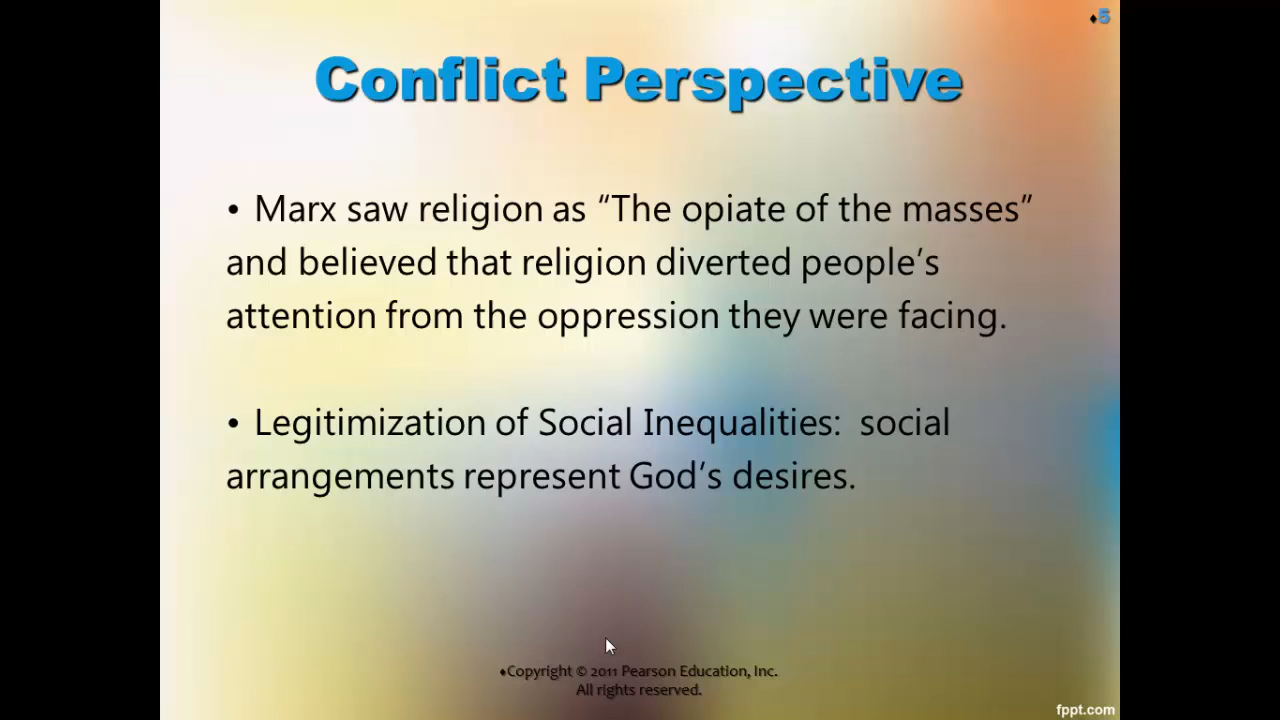 ♦5
Conflict Perspective
• Marx saw religion as “The opiate of the masses”
and believed that religion diverted people’s
attention from the oppression they were facing.
• Legitimization of Social Inequalities:  social
arrangements represent God’s desires.
♦Copyright © 2011 Pearson Education, Inc.
All rights reserved.
fppt.com